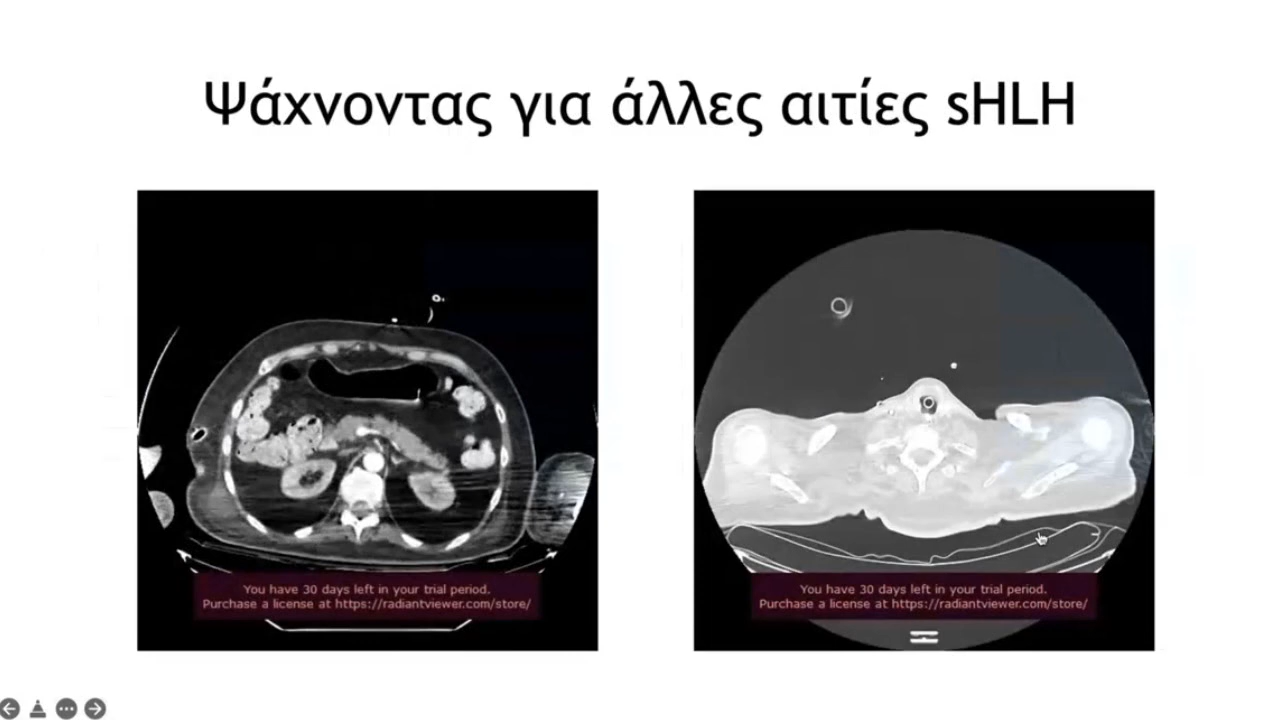 Ψάχνοντας για άλλες αιτίες sHLH
You have 30 days left in your trial period.
Purchase a license at https://radiantviewer.com/store/
You have 30 days left in your trial period.
Purchase a license at https://radiantviewer.com/store/